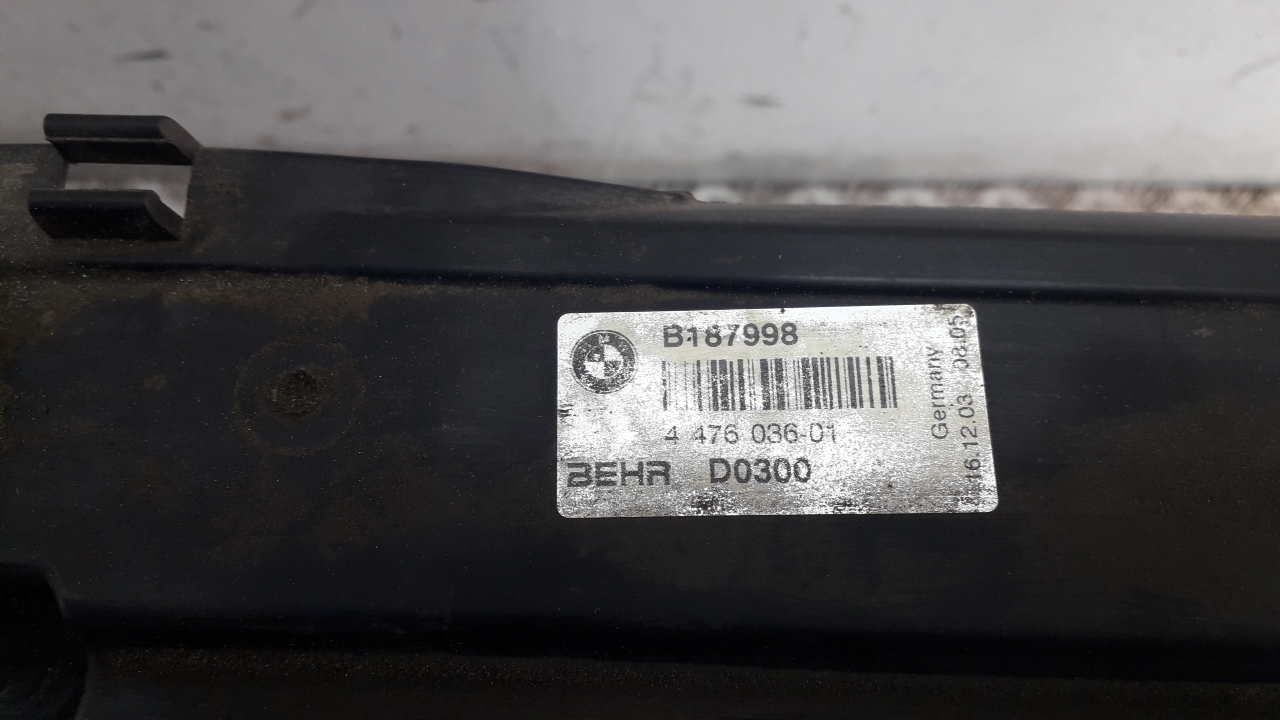 B187998
4 476 036-01
BEHR D0300
Germany
16.12.03 08:05